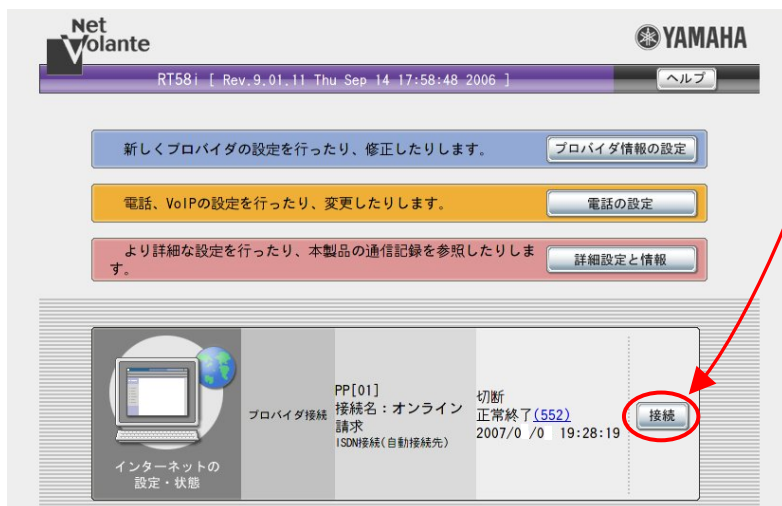 Net
Volante
YAMAHA
RT58i [ Rev.9.01.11 Thu Sep 14 17:58:48 2006 ]
ヘルプ
新しくプロバイダの設定を行ったり、修正したりします。
プロバイダ情報の設定
電話、VoIPの設定を行ったり、変更したりします。
電話の設定
より詳細な設定を行ったり、本製品の通信記録を参照したりしま
す。
詳細設定と情報
インターネットの
設定・状態
プロバイダ接続
PP[01]
接続名：オンライン
請求
ISDN接続(自動接続先)
切断
正常終了(552)
2007/0 /0 19:28:19
接続